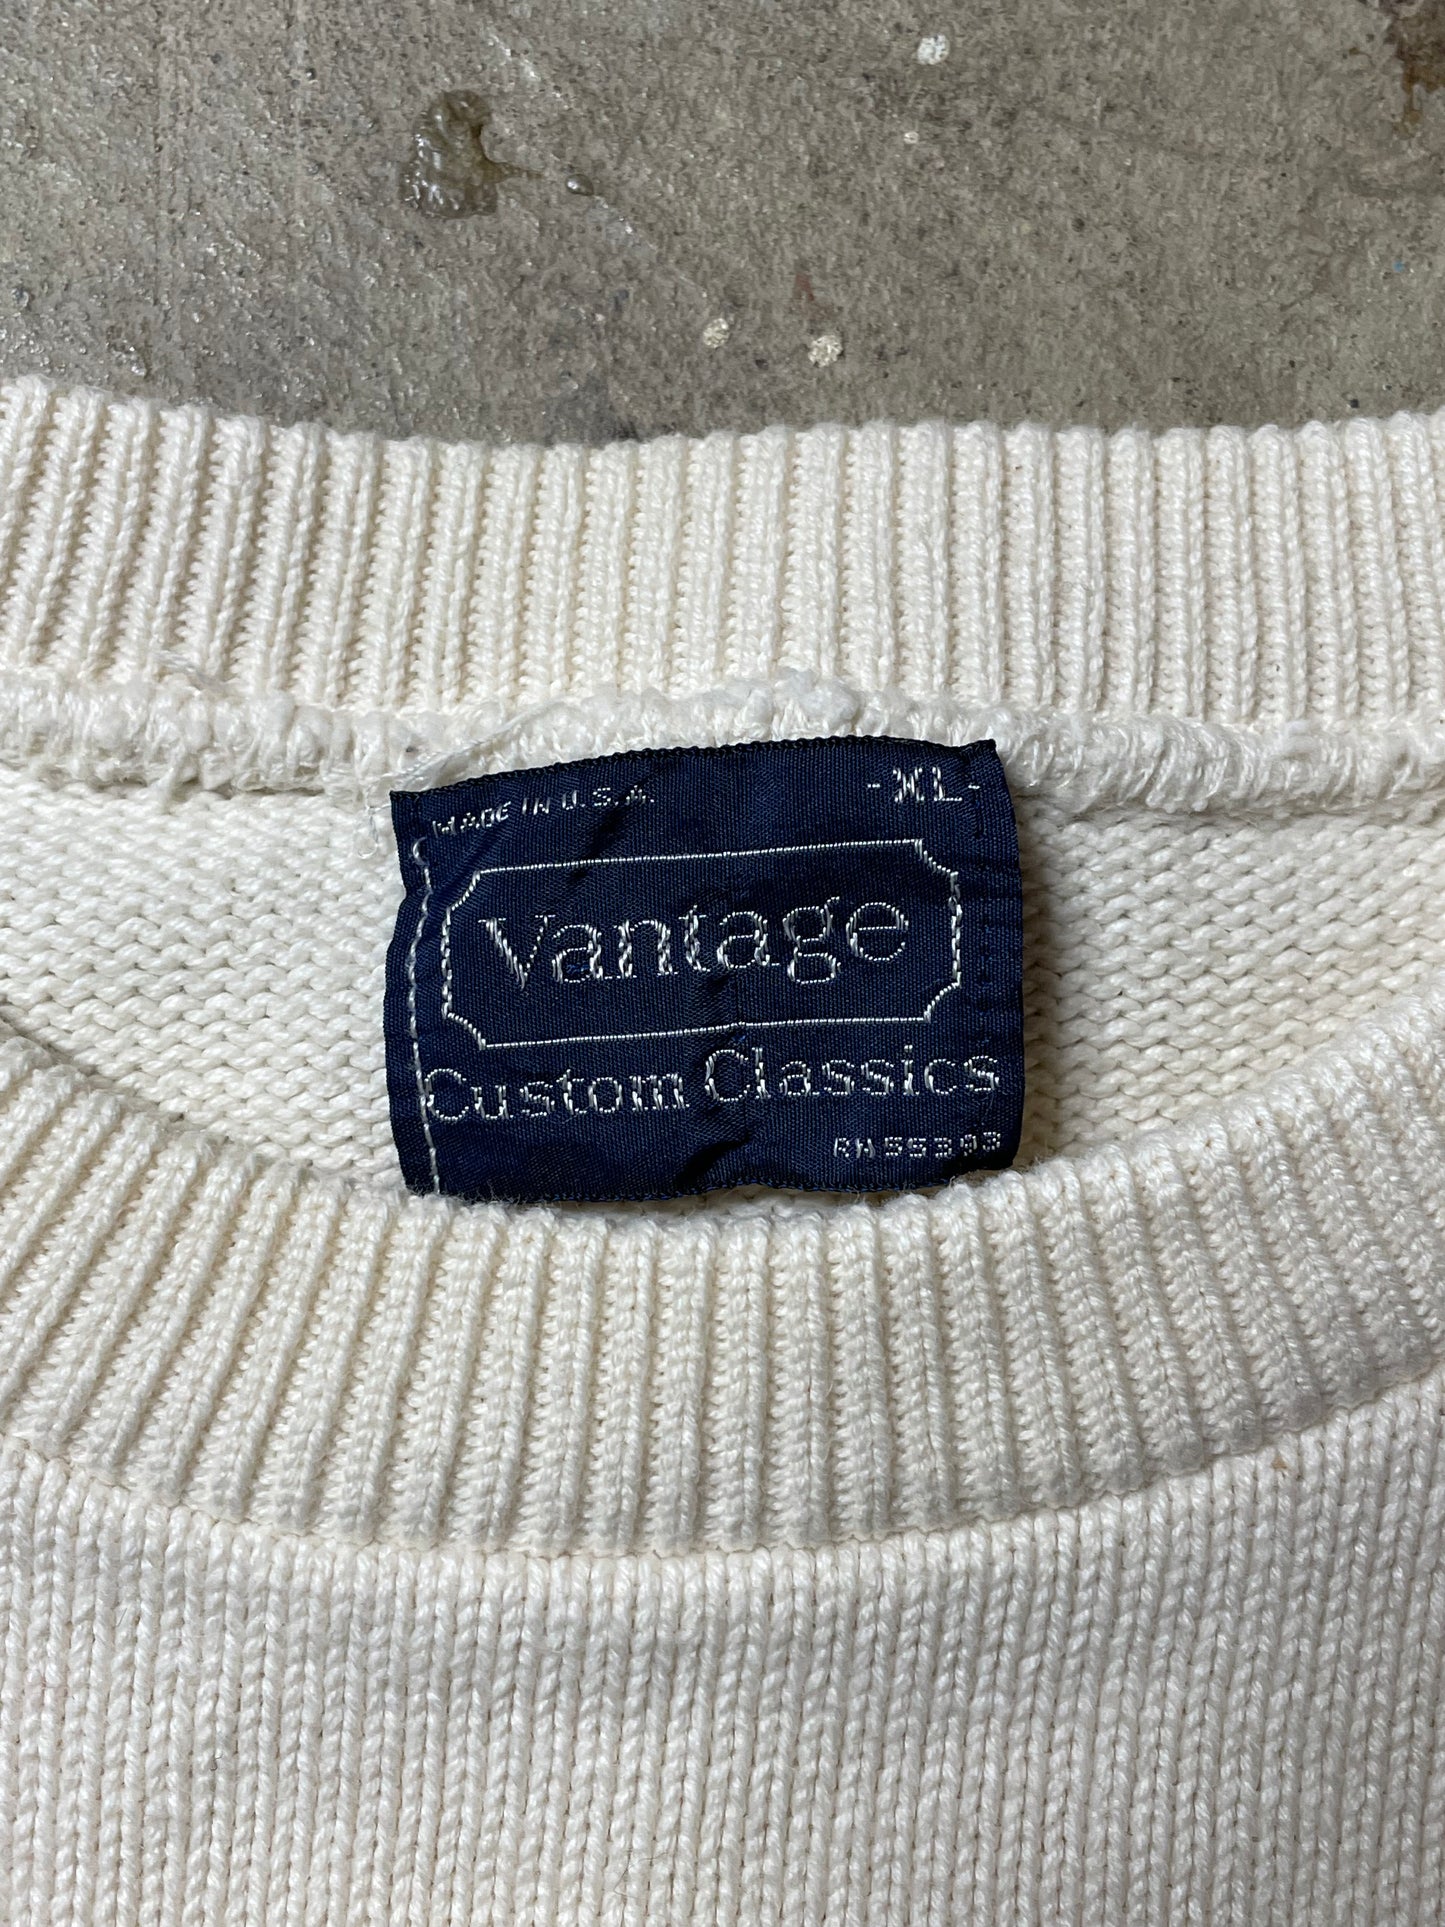 MADE IN U.S.A. -XL-
Vantage
Custom Classics
RN 55393